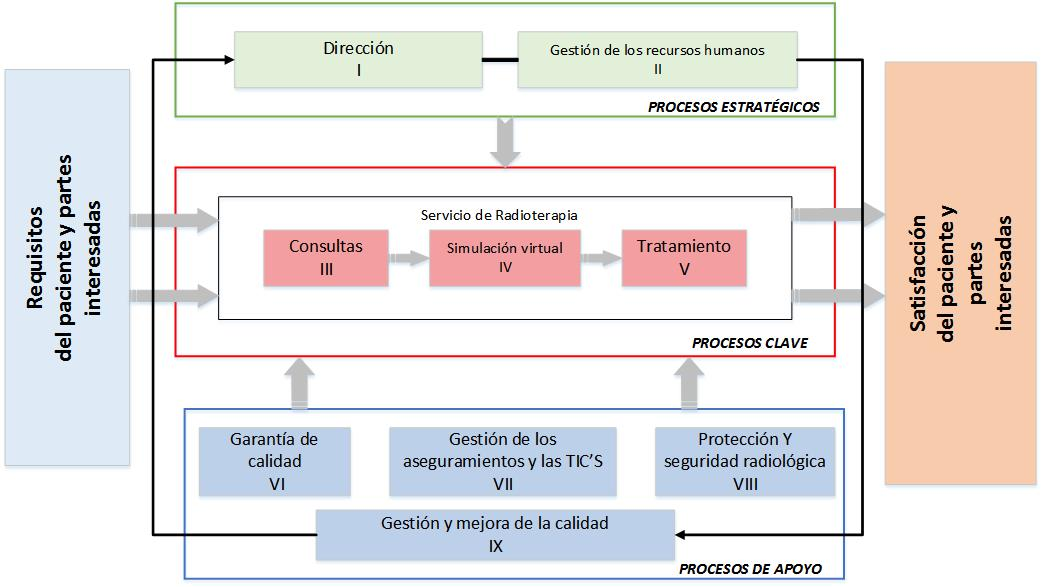 Dirección
I
Gestión de los recursos humanos
II
PROCESOS ESTRATÉGICOS
Requisitos
del paciente y partes
interesadas
Servicio de Radioterapia
Consultas
III
Simulación virtual
IV
Tratamiento
V
PROCESOS CLAVE
Satisfacción
del paciente y
partes
interesadas
Garantía de
calidad
VI
Gestión de los
aseguramientos y las TIC'S
VII
Protección Y
seguridad radiológica
VIII
Gestión y mejora de la calidad
IX
PROCESOS DE APOYO